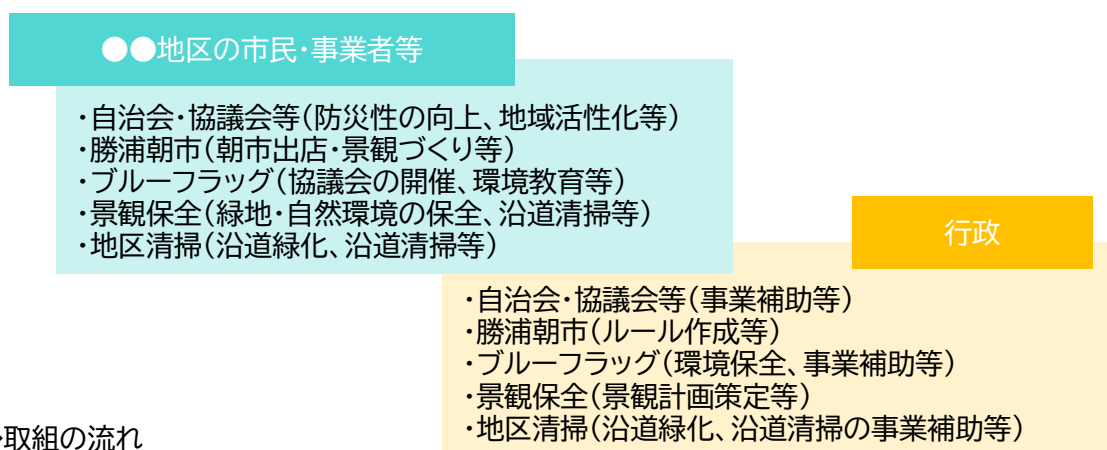 ●●地区の市民・事業者等
・自治会・協議会等(防災性の向上、地域活性化等)
・勝浦朝市(朝市出店・景観づくり等)
・ブルーフラッグ(協議会の開催、環境教育等)
・景観保全(緑地・自然環境の保全、沿道清掃等)
・地区清掃(沿道緑化、沿道清掃等)
行政
・自治会・協議会等(事業補助等)
・勝浦朝市(ルール作成等)
・ブルーフラッグ(環境保全、事業補助等)
・景観保全(景観計画策定等)
・地区清掃(沿道緑化、沿道清掃の事業補助等)
取組の流れ